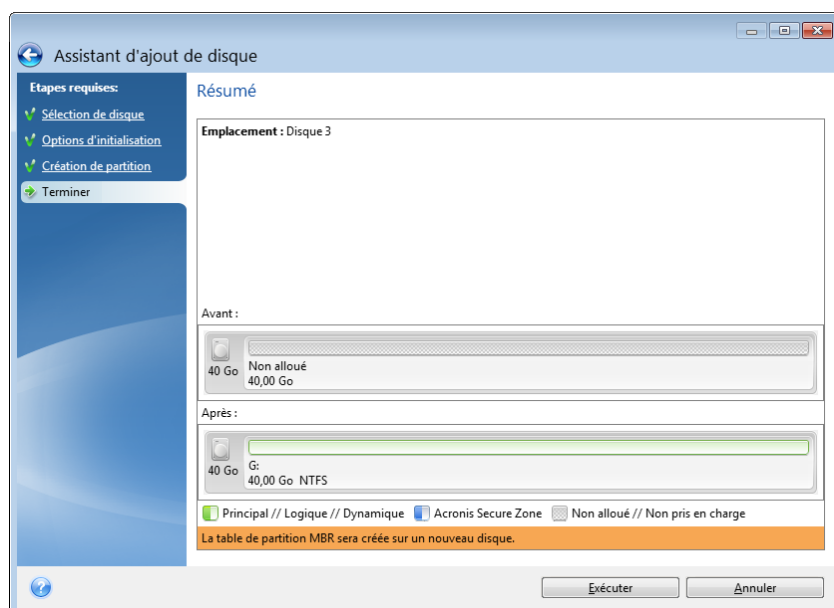 Assistant d'ajout de disque
Etapes requises:
Sélection de disque
Options d'initialisation
Création de partition
Terminer
Résumé
Emplacement : Disque 3
Avant :
40 Go
Non alloué
40,00 Go
Après :
40 Go
G:
40,00 Go NTFS
Principal // Logique // Dynamique Acronis Secure Zone Non alloué // Non pris en charge
La table de partition MBR sera créée sur un nouveau disque.
? Exécuter Annuler